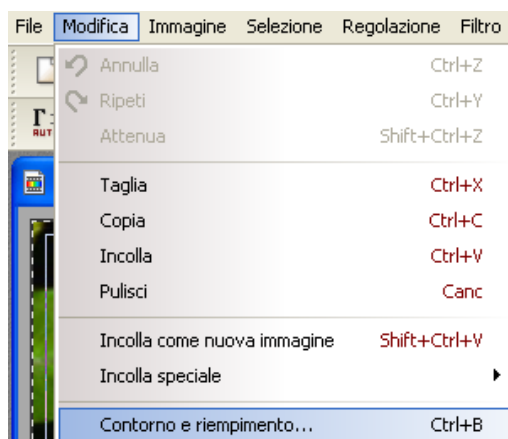 File Modifica Immagine Selezione Regolazione Filtro
Annulla Ctrl+Z
Ripeti Ctrl+Y
Attenua Shift+Ctrl+Z
Taglia Ctrl+X
Copia Ctrl+C
Incolla Ctrl+V
Pulisci Canc
Incolla come nuova immagine Shift+Ctrl+V
Incolla speciale
Contorno e riempimento... Ctrl+B